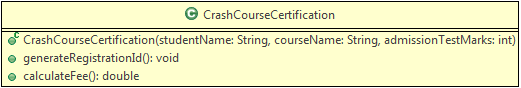 CrashCourseCertification
CrashCourseCertification(studentName: String, courseName: String, admissionTestMarks: int)
generateRegistrationId(): void
calculateFee(): double